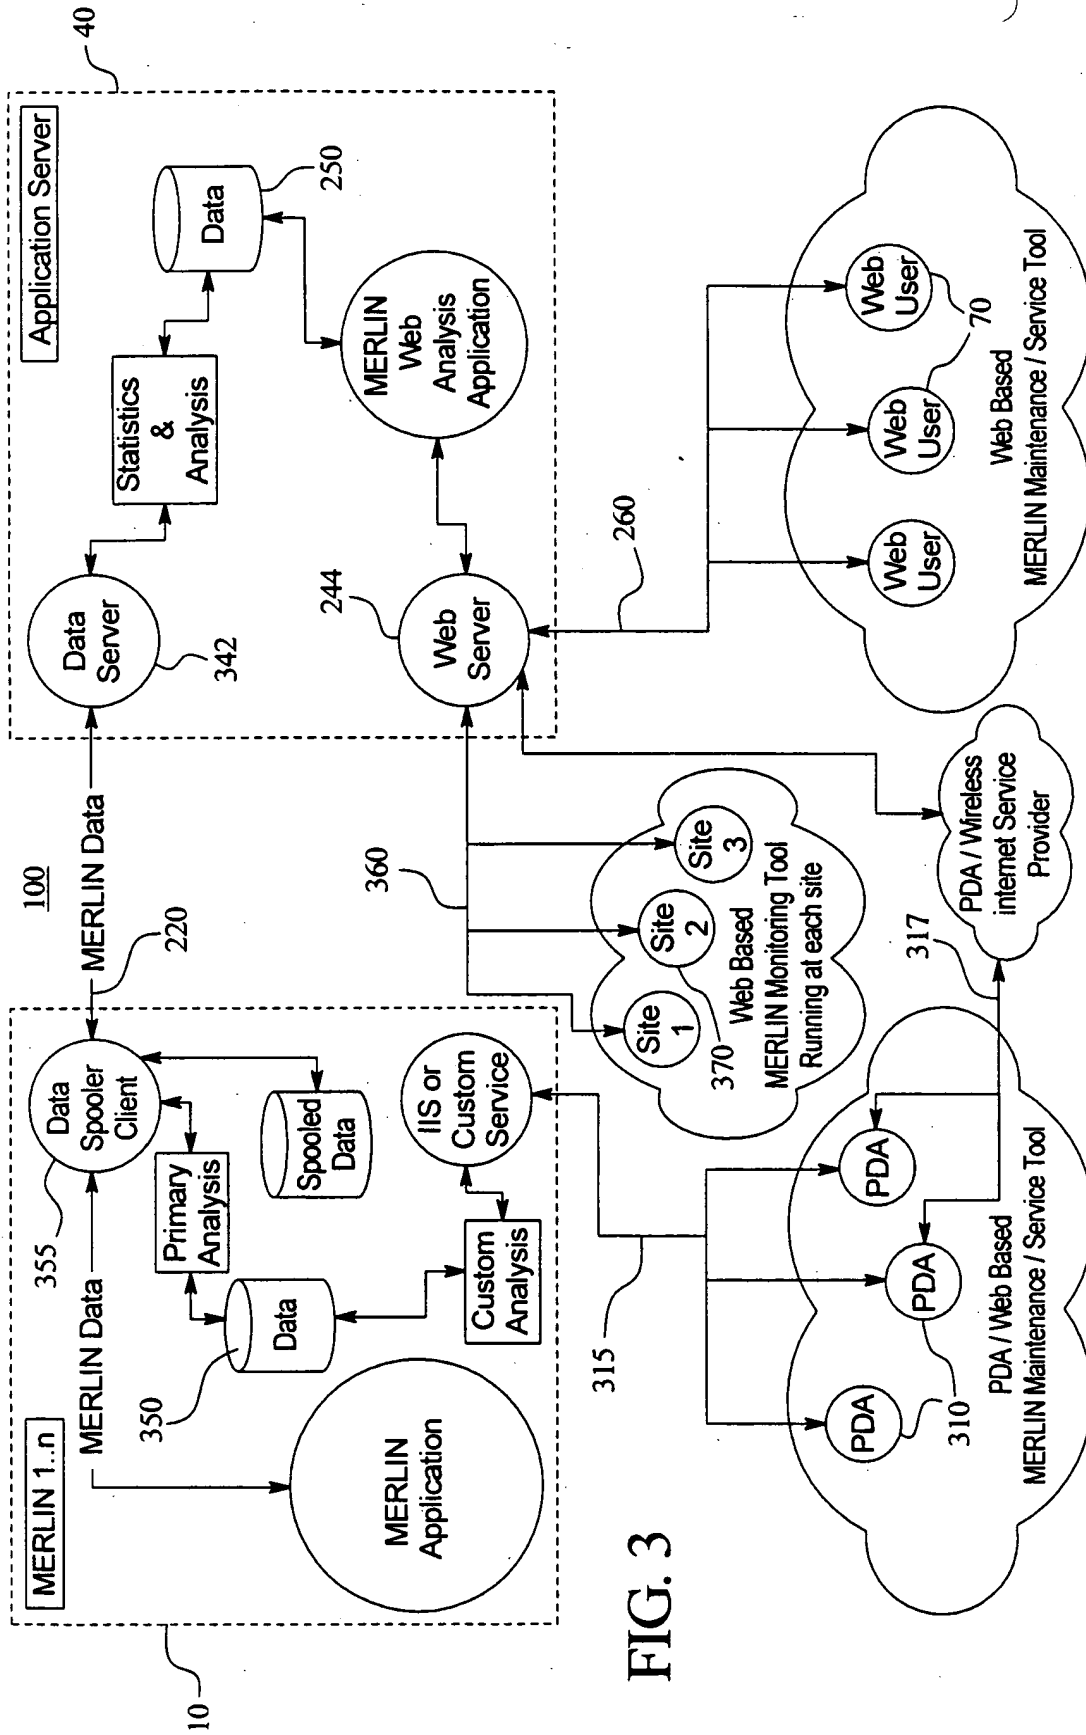 100
10
MERLIN 1..n
MERLIN Data
355
Data
Spooler
Client
220
MERLIN Data
Primary
Analysis
350
Data
Spooled
Data
MERLIN
Application
Custom
Analysis
IIS or
Custom
Service
40
Application Server
Data
Server
342
Statistics
&
Analysis
Data
250
244
Web
Server
MERLIN
Web
Analysis
Application
360
260
315
Site
1
Site
2
Site
3
370
Web Based
MERLIN Monitoring Tool
Running at each site
Web
User
Web
User
Web
User
70
Web Based
MERLIN Maintenance / Service Tool
PDA
PDA
PDA
310
PDA / Web Based
MERLIN Maintenance / Service Tool
317
PDA / Wireless
internet Service
Provider
FIG. 3